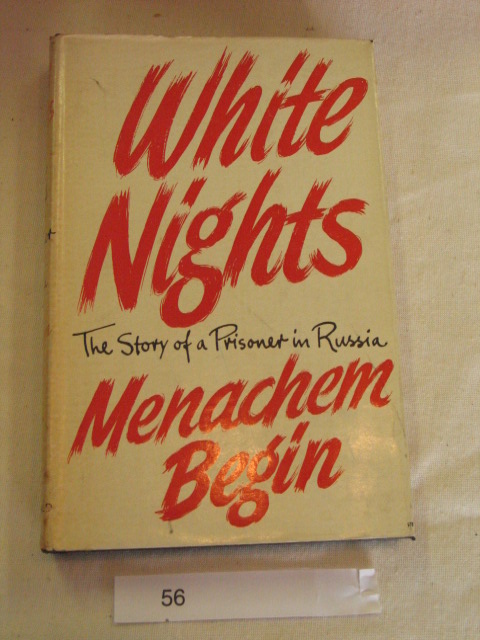 White
Nights
The Story of a Prisoner in Russia
Menachem
Begin
56